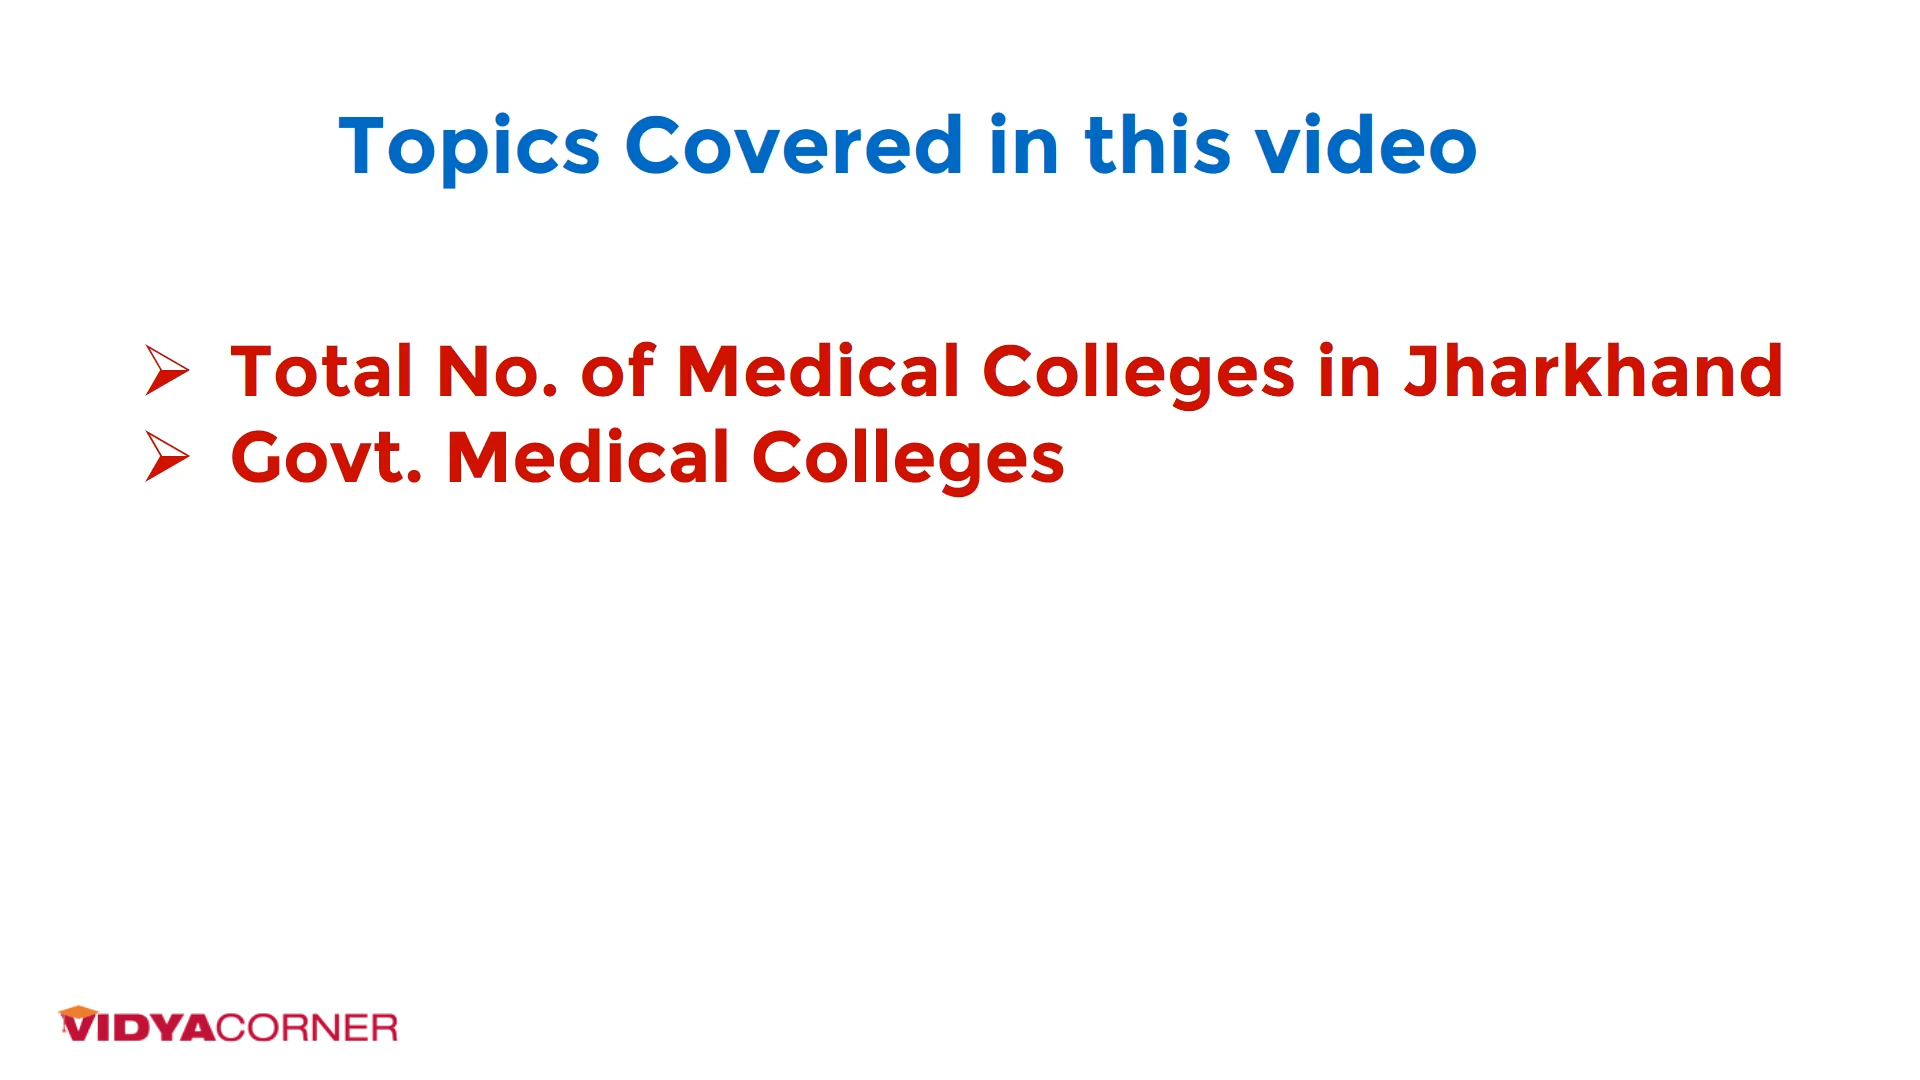 Topics Covered in this video
➢ Total No. of Medical Colleges in Jharkhand
➢ Govt. Medical Colleges
VIDYACORNER